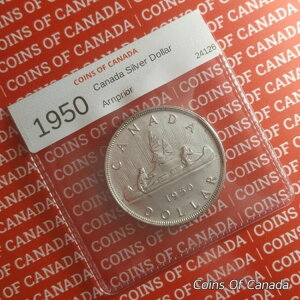 COINS OF CANADA
1950
Canada Silver Dollar
Arnprior
24126
CANADA
1950
DOLLAR
Coins Of Canada